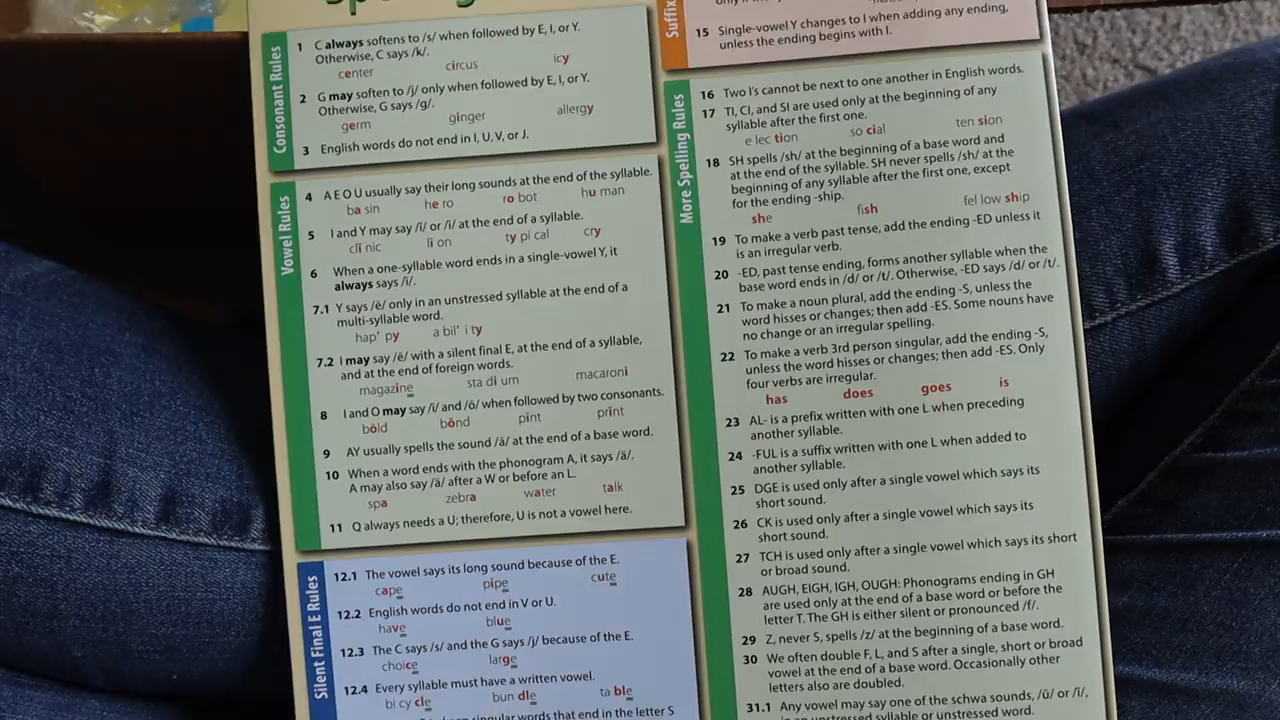 Consonant Rules
1 C always softens to /s/ when followed by E, I, or Y.
Otherwise, C says /k/.
center circus icy
2 G may soften to /j/ only when followed by E, I, or Y.
Otherwise, G says /g/.
germ ginger allergy
3 English words do not end in I, U, V, or J.
Vowel Rules
4 A E O U usually say their long sounds at the end of the syllable.
ba sin he ro ro bot hu man
5 I and Y may say /ĭ/ or /ī/ at the end of a syllable.
clĭ nic lī on ty pi cal cry
6 When a one-syllable word ends in a single-vowel Y, it
always says /ī/.
7.1 Y says /ē/ only in an unstressed syllable at the end of a
multi-syllable word.
hap' py a bil' i ty
7.2 I may say /ē/ with a silent final E, at the end of a syllable,
and at the end of foreign words.
magazine sta di um macaroni
8 I and O may say /ī/ and /ō/ when followed by two consonants.
bōld bŏnd pīnt prĭnt
9 AY usually spells the sound /ā/ at the end of a base word.
10 When a word ends with the phonogram A, it says /ä/.
A may also say /ä/ after a W or before an L.
spa zebra water talk
11 Q always needs a U; therefore, U is not a vowel here.
Silent Final E Rules
12.1 The vowel says its long sound because of the E.
cape pipe cute
12.2 English words do not end in V or U.
have blue
12.3 The C says /s/ and the G says /j/ because of the E.
choice large
12.4 Every syllable must have a written vowel.
bi cy cle bun dle ta ble
singular words that end in the letter S
Suffix
15 Single-vowel Y changes to I when adding any ending,
unless the ending begins with I.
More Spelling Rules
16 Two I's cannot be next to one another in English words.
17 TI, CI, and SI are used only at the beginning of any
syllable after the first one.
e lec tion so cial ten sion
18 SH spells /sh/ at the beginning of a base word and
at the end of the syllable. SH never spells /sh/ at the
beginning of any syllable after the first one, except
for the ending -ship.
she fish fel low ship
19 To make a verb past tense, add the ending -ED unless it
is an irregular verb.
20 -ED, past tense ending, forms another syllable when the
base word ends in /d/ or /t/. Otherwise, -ED says /d/ or /t/.
21 To make a noun plural, add the ending -S, unless the
word hisses or changes; then add -ES. Some nouns have
no change or an irregular spelling.
22 To make a verb 3rd person singular, add the ending -S,
unless the word hisses or changes; then add -ES. Only
four verbs are irregular.
has does goes is
23 AL- is a prefix written with one L when preceding
another syllable.
24 -FUL is a suffix written with one L when added to
another syllable.
25 DGE is used only after a single vowel which says its
short sound.
26 CK is used only after a single vowel which says its
short sound.
27 TCH is used only after a single vowel which says its short
or broad sound.
28 AUGH, EIGH, IGH, OUGH: Phonograms ending in GH
are used only at the end of a base word or before the
letter T. The GH is either silent or pronounced /f/.
29 Z, never S, spells /z/ at the beginning of a base word.
30 We often double F, L, and S after a single, short or broad
vowel at the end of a base word. Occasionally other
letters also are doubled.
31.1 Any vowel may say one of the schwa sounds, /ŭ/ or /ĭ/,
in an unstressed syllable or unstressed word.